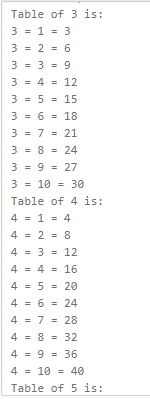 Table of 3 is:
3 = 1 = 3
3 = 2 = 6
3 = 3 = 9
3 = 4 = 12
3 = 5 = 15
3 = 6 = 18
3 = 7 = 21
3 = 8 = 24
3 = 9 = 27
3 = 10 = 30
Table of 4 is:
4 = 1 = 4
4 = 2 = 8
4 = 3 = 12
4 = 4 = 16
4 = 5 = 20
4 = 6 = 24
4 = 7 = 28
4 = 8 = 32
4 = 9 = 36
4 = 10 = 40
Table of 5 is: